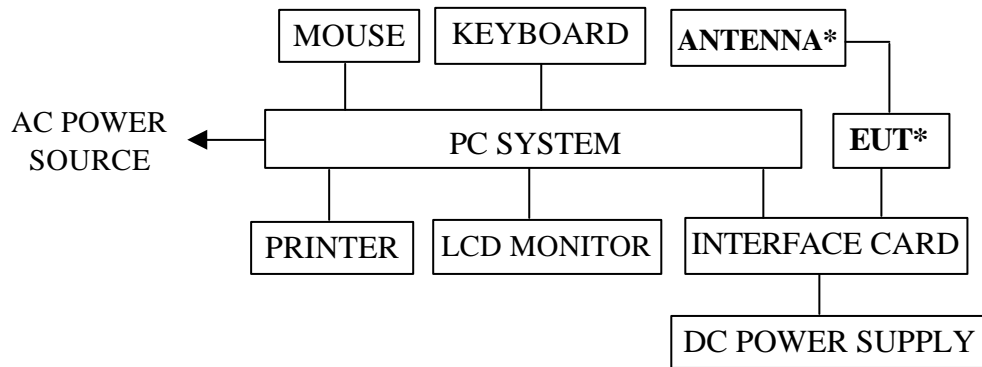 MOUSE
KEYBOARD
ANTENNA*
AC POWER
SOURCE
PC SYSTEM
EUT*
PRINTER
LCD MONITOR
INTERFACE CARD
DC POWER SUPPLY